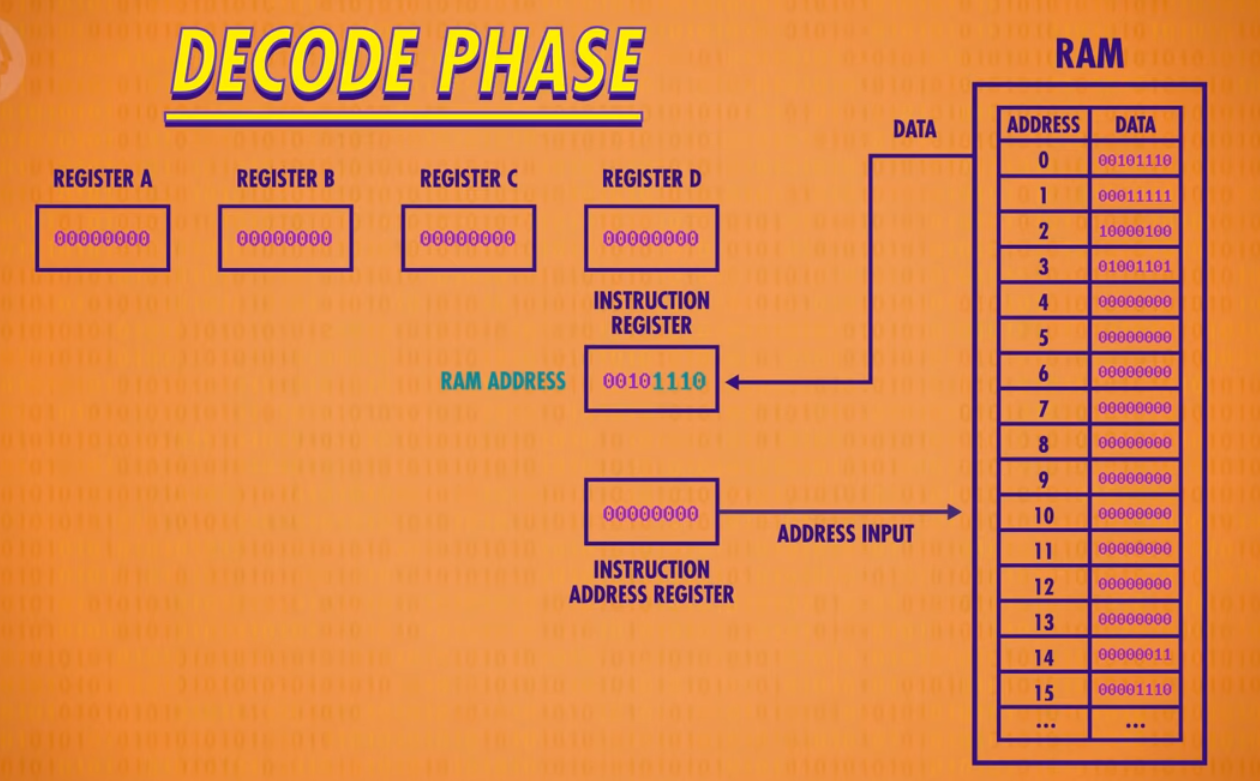 DECODE PHASE
REGISTER A
REGISTER B
REGISTER C
REGISTER D
00000000
00000000
00000000
00000000
INSTRUCTION
REGISTER
RAM ADDRESS
00101110
00000000
INSTRUCTION
ADDRESS REGISTER
DATA
ADDRESS INPUT
RAM
ADDRESS DATA
0 00101110
1 00011111
2 10000100
3 01001101
4 00000000
5 00000000
6 00000000
7 00000000
8 00000000
9 00000000
10 00000000
11 00000000
12 00000000
13 00000000
14 00000011
15 00001110
... ...